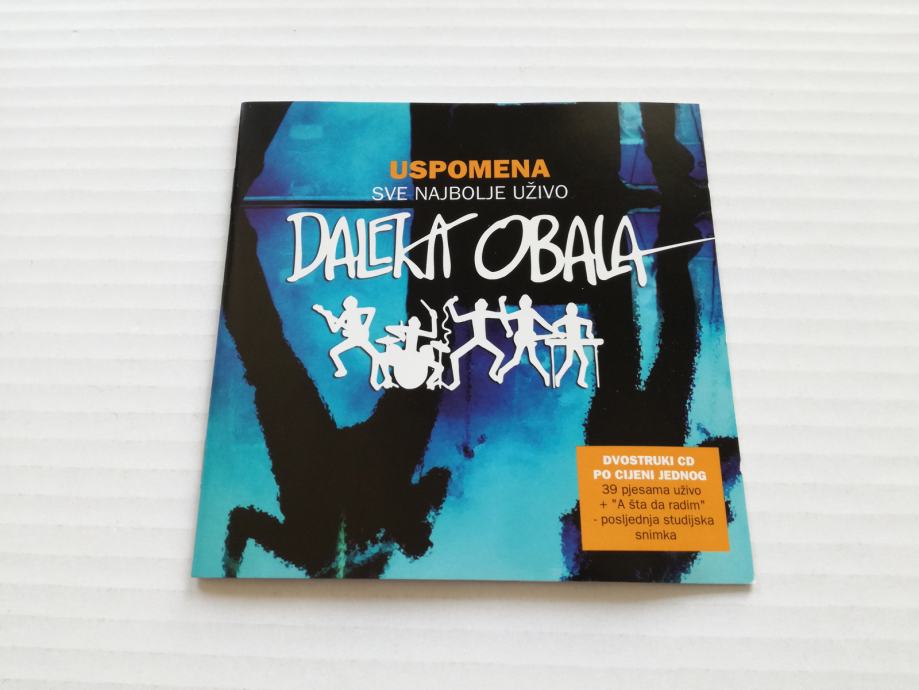 USPOMENA
SVE NAJBOLJE UŽIVO
DALEKA OBALA
DVOSTRUKI CD
PO CIJENI JEDNOG
39 pjesama uživo
+ "A šta da radim"
- posljednja studijska
snimka